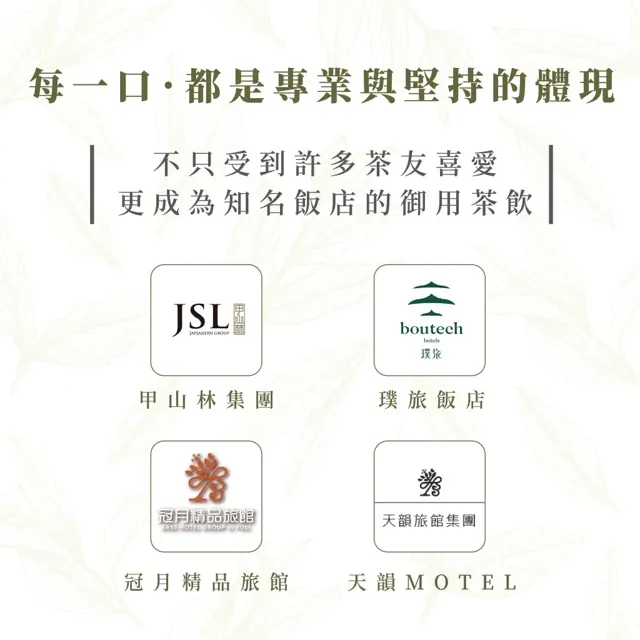 每一口·都是專業與堅持的體現
不只受到許多茶友喜愛
更成為知名飯店的御用茶飲
JSL 甲山林
JAYSANLYN GROUP
boutech
hotels
璞旅
甲山林集團
璞旅飯店
冠月精品旅館
天韻旅館集團
冠月精品旅館
天韻MOTEL